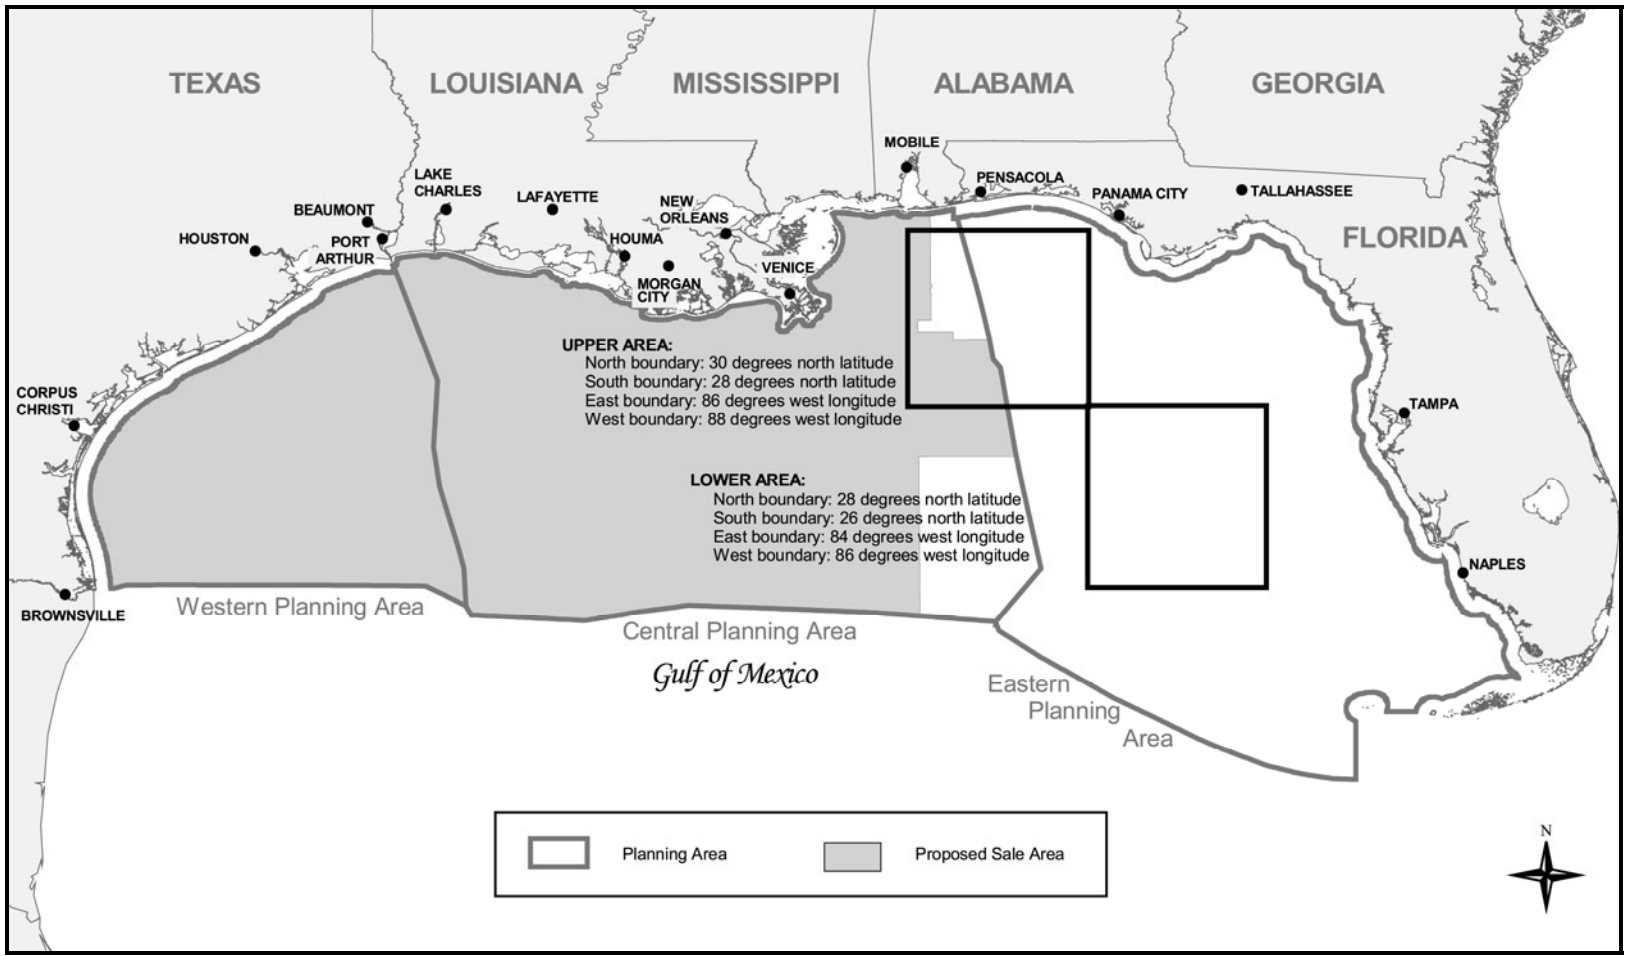 TEXAS
LOUISIANA
MISSISSIPPI
ALABAMA
GEORGIA
MOBILE
LAKE
CHARLES
PENSACOLA
PANAMA CITY
TALLAHASSEE
LAFAYETTE
NEW
ORLEANS
BEAUMONT
HOUSTON
PORT
ARTHUR
HOUMA
FLORIDA
VENICE
MORGAN
CITY
UPPER AREA:
North boundary: 30 degrees north latitude
South boundary: 28 degrees north latitude
East boundary: 86 degrees west longitude
West boundary: 88 degrees west longitude
CORPUS
CHRISTI
TAMPA
LOWER AREA:
North boundary: 28 degrees north latitude
South boundary: 26 degrees north latitude
East boundary: 84 degrees west longitude
West boundary: 86 degrees west longitude
NAPLES
BROWNSVILLE
Western Planning Area
Central Planning Area
Gulf of Mexico
Eastern
Planning
Area
Planning Area
Proposed Sale Area
N